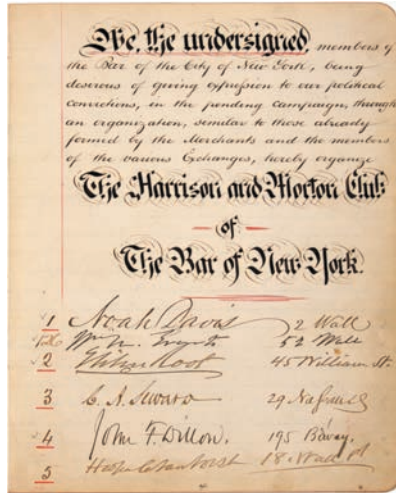 We, the undersigned, members of
the Bar of the City of New York, being
desirous of giving expression to our political
convictions, in the pending campaign, through
an organization, similar to those already
formed by the Merchants and the members
of the various Exchanges, hereby organize
The Harrison and Morton Club
of
The Bar of New York.
1 Noah Davis 2 Wall
Wm M. Evarts 52 Wall
2 Elihu Root 45 William St.
3 C. A. Seward 29 Nassau St
4 John F. Dillon. 195 B'way.
5 18 Wall St